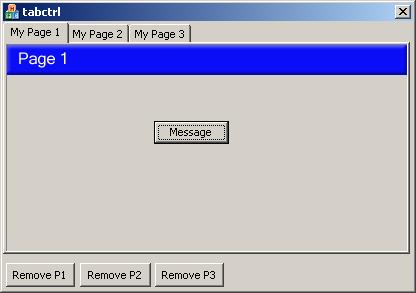 tabctrl
My Page 1 My Page 2 My Page 3
Page 1
Message
Remove P1 Remove P2 Remove P3